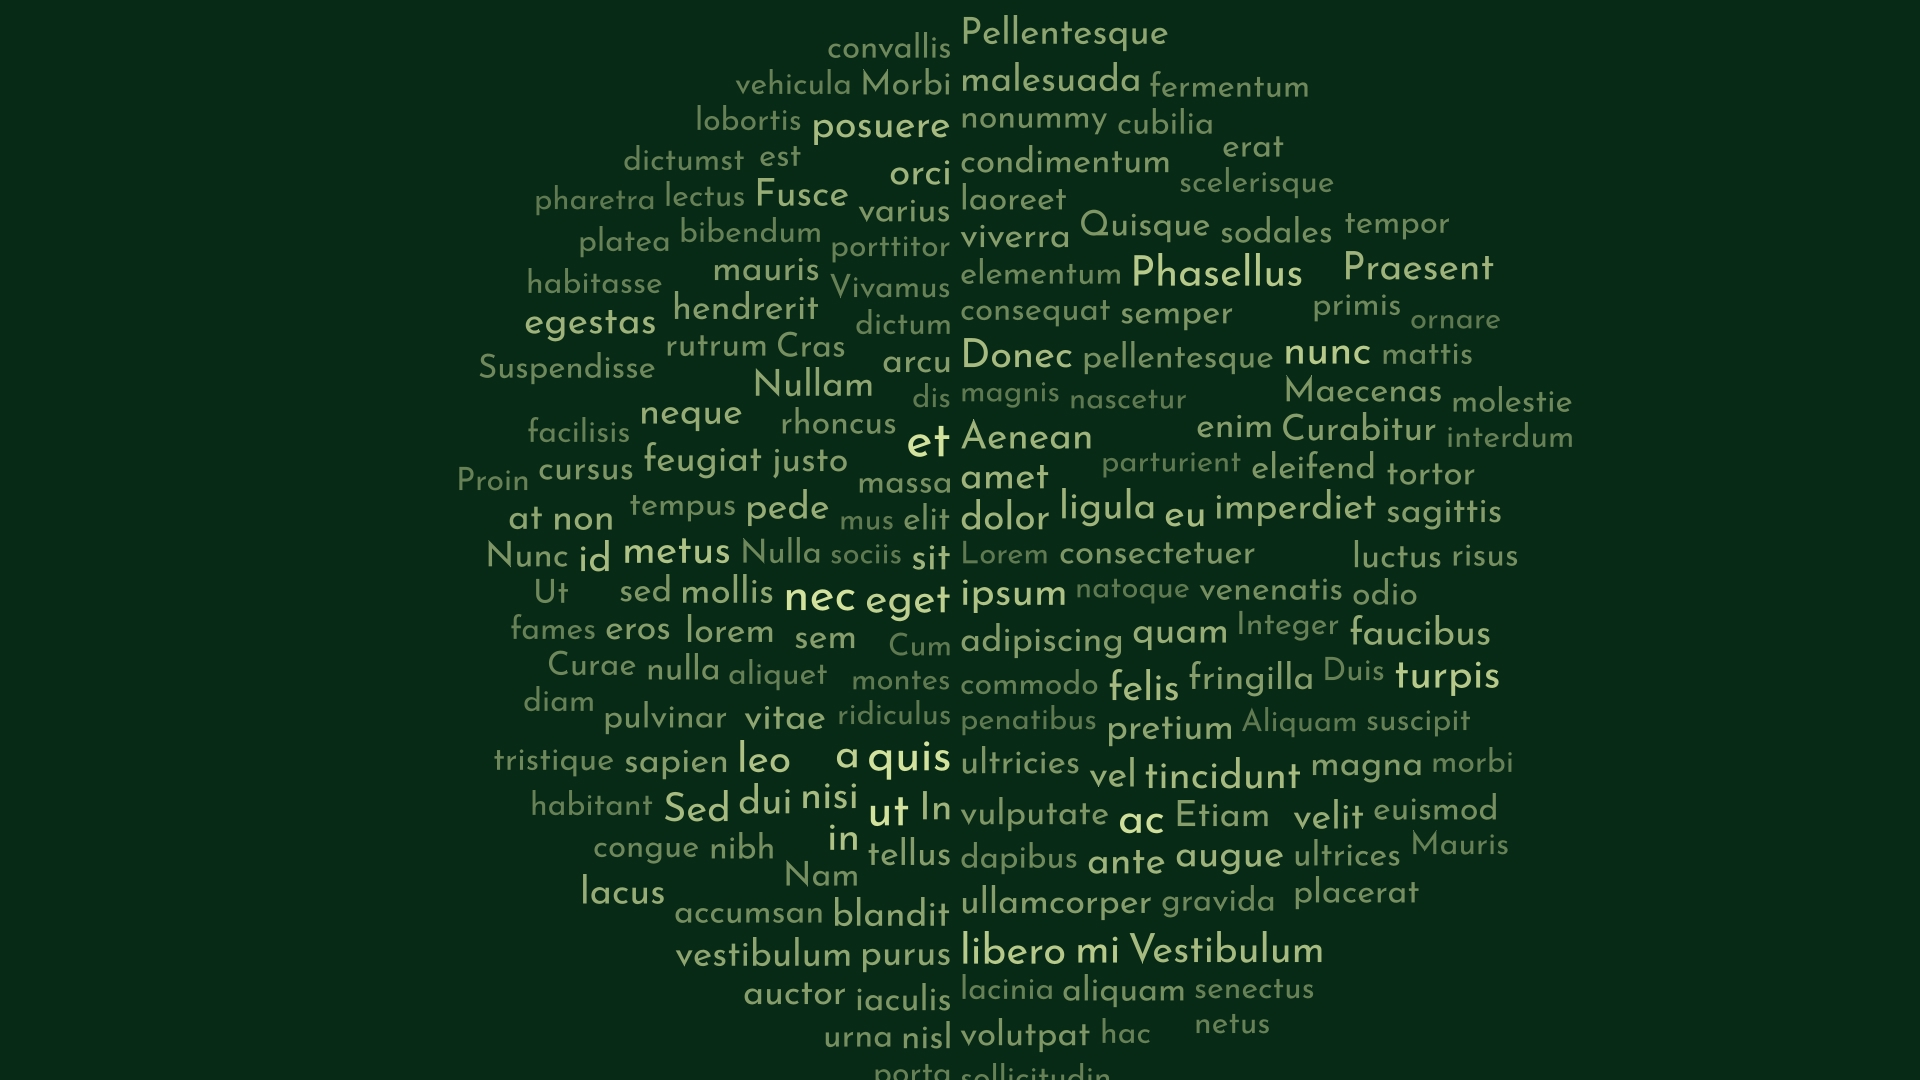 convallis Pellentesque
vehicula Morbi malesuada fermentum
lobortis posuere nonummy cubilia
dictumst est orci condimentum erat
pharetra lectus Fusce varius laoreet scelerisque
platea bibendum porttitor viverra Quisque sodales tempor
habitasse mauris Vivamus elementum Phasellus Praesent
egestas hendrerit dictum consequat semper primis ornare
Suspendisse rutrum Cras arcu Donec pellentesque nunc mattis
Nullam dis magnis nascetur Maecenas molestie
facilisis neque rhoncus et Aenean enim Curabitur interdum
Proin cursus feugiat justo massa amet parturient eleifend tortor
at non tempus pede mus elit dolor ligula eu imperdiet sagittis
Nunc id metus Nulla sociis sit Lorem consectetuer luctus risus
Ut sed mollis nec eget ipsum natoque venenatis odio
fames eros lorem sem Cum adipiscing quam Integer faucibus
Curae nulla aliquet montes commodo felis fringilla Duis turpis
diam pulvinar vitae ridiculus penatibus pretium Aliquam suscipit
tristique sapien leo a quis ultricies vel tincidunt magna morbi
habitant Sed dui nisi ut In vulputate ac Etiam velit euismod
congue nibh in tellus dapibus ante augue ultrices Mauris
lacus Nam
accumsan blandit ullamcorper gravida placerat
vestibulum purus libero mi Vestibulum
auctor iaculis lacinia aliquam senectus
urna nisl volutpat hac netus
porta sollicitudin